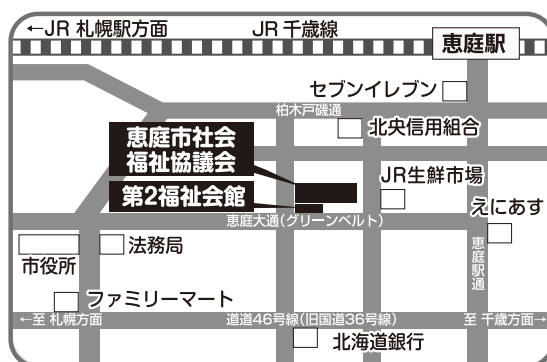 ←JR 札幌駅方面
JR 千歳線
恵庭駅
セブンイレブン
柏木戸磯通
北央信用組合
恵庭市社会
福祉協議会
JR生鮮市場
第2福祉会館
えにあす
恵庭大通(グリーンベルト)
法務局
市役所
恵庭駅通
ファミリーマート
←至 札幌方面
道道46号線(旧国道36号線)
至 千歳方面→
北海道銀行